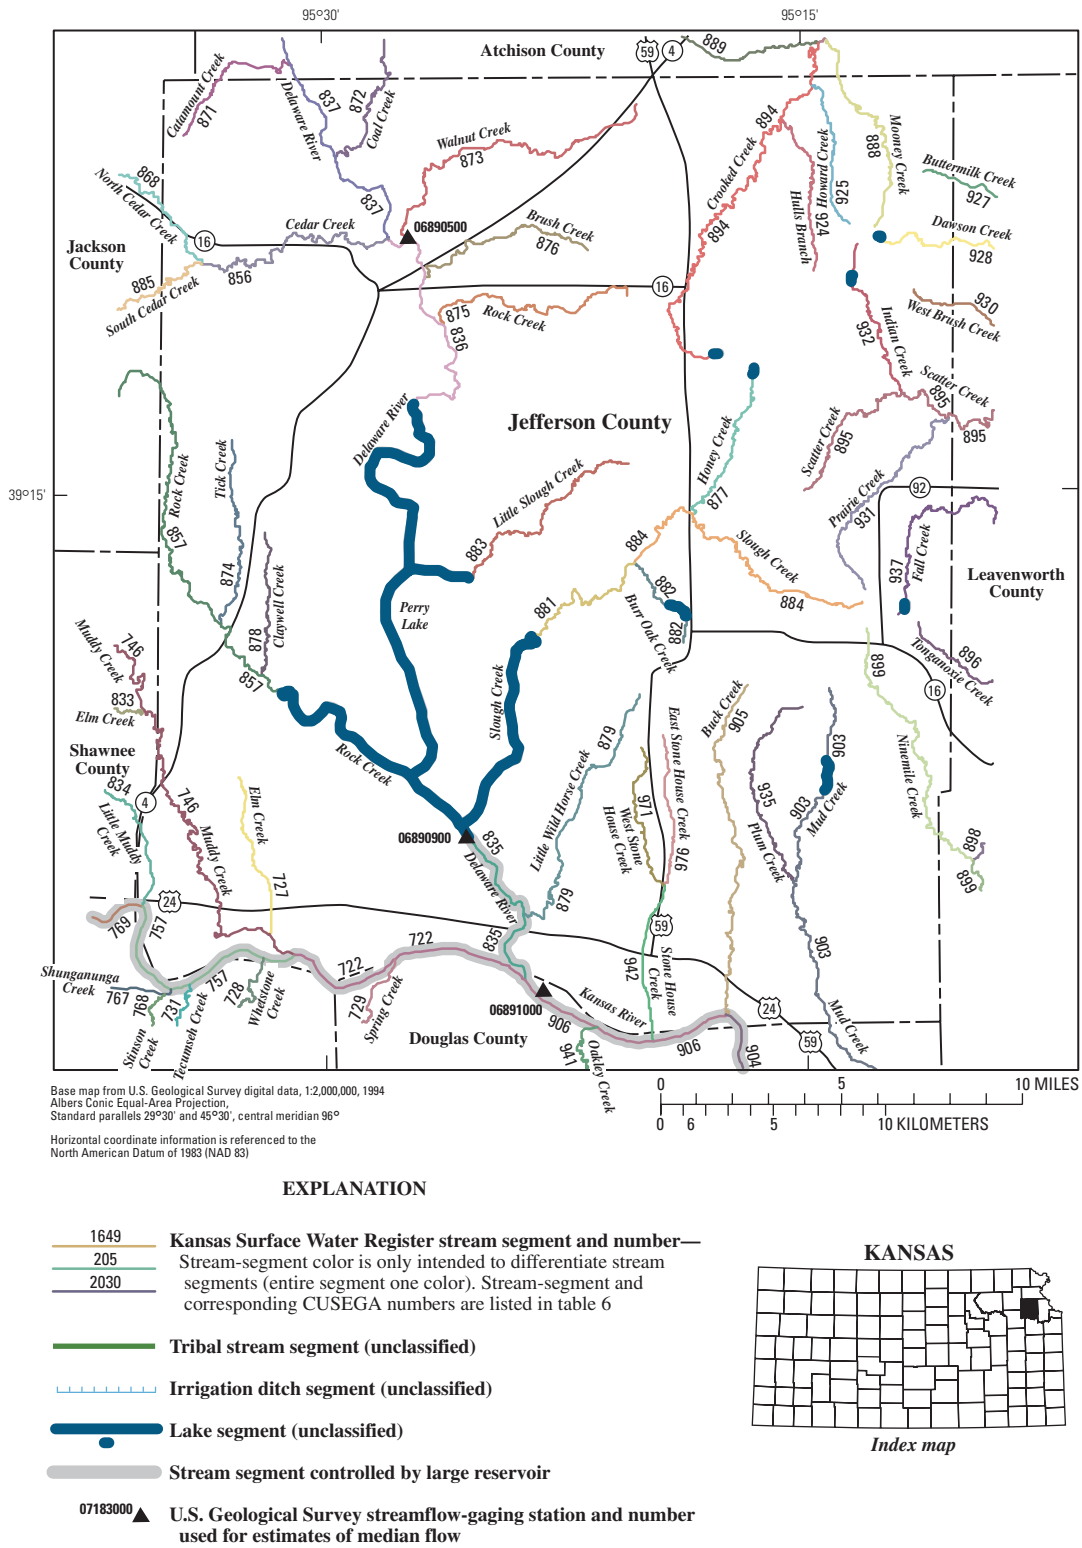 95°30'
95°15'
Atchison County
59
4
889
Catamount Creek
871
Delaware River
837
872
Coal Creek
Walnut Creek
873
894
Crooked Creek
894
Howard Creek
925
Hulls Branch
924
Mooney Creek
888
Buttermilk Creek
927
Dawson Creek
928
868
North Cedar Creek
16
Cedar Creek
837
06890500
Brush Creek
876
Jackson
County
885
South Cedar Creek
856
16
875
Rock Creek
836
930
West Brush Creek
932
Indian Creek
Scatter Creek
895
895
Scatter Creek
895
Delaware River
Jefferson County
Honey Creek
877
39°15'
Rock Creek
857
Tick Creek
874
Little Slough Creek
883
Prairie Creek
931
92
937
Fall Creek
Leavenworth
County
884
Slough Creek
884
882
882
Burr Oak Creek
881
Perry
Lake
878
Claywell Creek
857
746
Muddy Creek
833
Elm Creek
Shawnee
County
Slough Creek
Rock Creek
899
896
Tonganoxie Creek
16
Ninemile Creek
898
899
834
4
Little Muddy
Creek
746
Muddy Creek
Elm Creek
727
06890900
835
Delaware River
835
Little Wild Horse Creek
879
879
971
West Stone
House Creek
East Stone House Creek
976
Buck Creek
905
935
Plum Creek
903
903
Mud Creek
903
Mud Creek
24
769
757
757
722
722
Shunganunga
Creek
767
768
Stinson
Creek
731
Tecumseh Creek
728
Whetstone
Creek
729
Spring Creek
Douglas County
06891000
906
Kansas River
941
Oakley Creek
59
942
Stone House
Creek
906
904
24
59
Base map from U.S. Geological Survey digital data, 1:2,000,000, 1994
Albers Conic Equal-Area Projection,
Standard parallels 29°30' and 45°30', central meridian 96°
Horizontal coordinate information is referenced to the
North American Datum of 1983 (NAD 83)
0 5 10 MILES
0 6 5 10 KILOMETERS
EXPLANATION
1649
205
2030
Kansas Surface Water Register stream segment and number—
Stream-segment color is only intended to differentiate stream
segments (entire segment one color). Stream-segment and
corresponding CUSEGA numbers are listed in table 6
Tribal stream segment (unclassified)
Irrigation ditch segment (unclassified)
Lake segment (unclassified)
Stream segment controlled by large reservoir
07183000
U.S. Geological Survey streamflow-gaging station and number
used for estimates of median flow
KANSAS
Index map